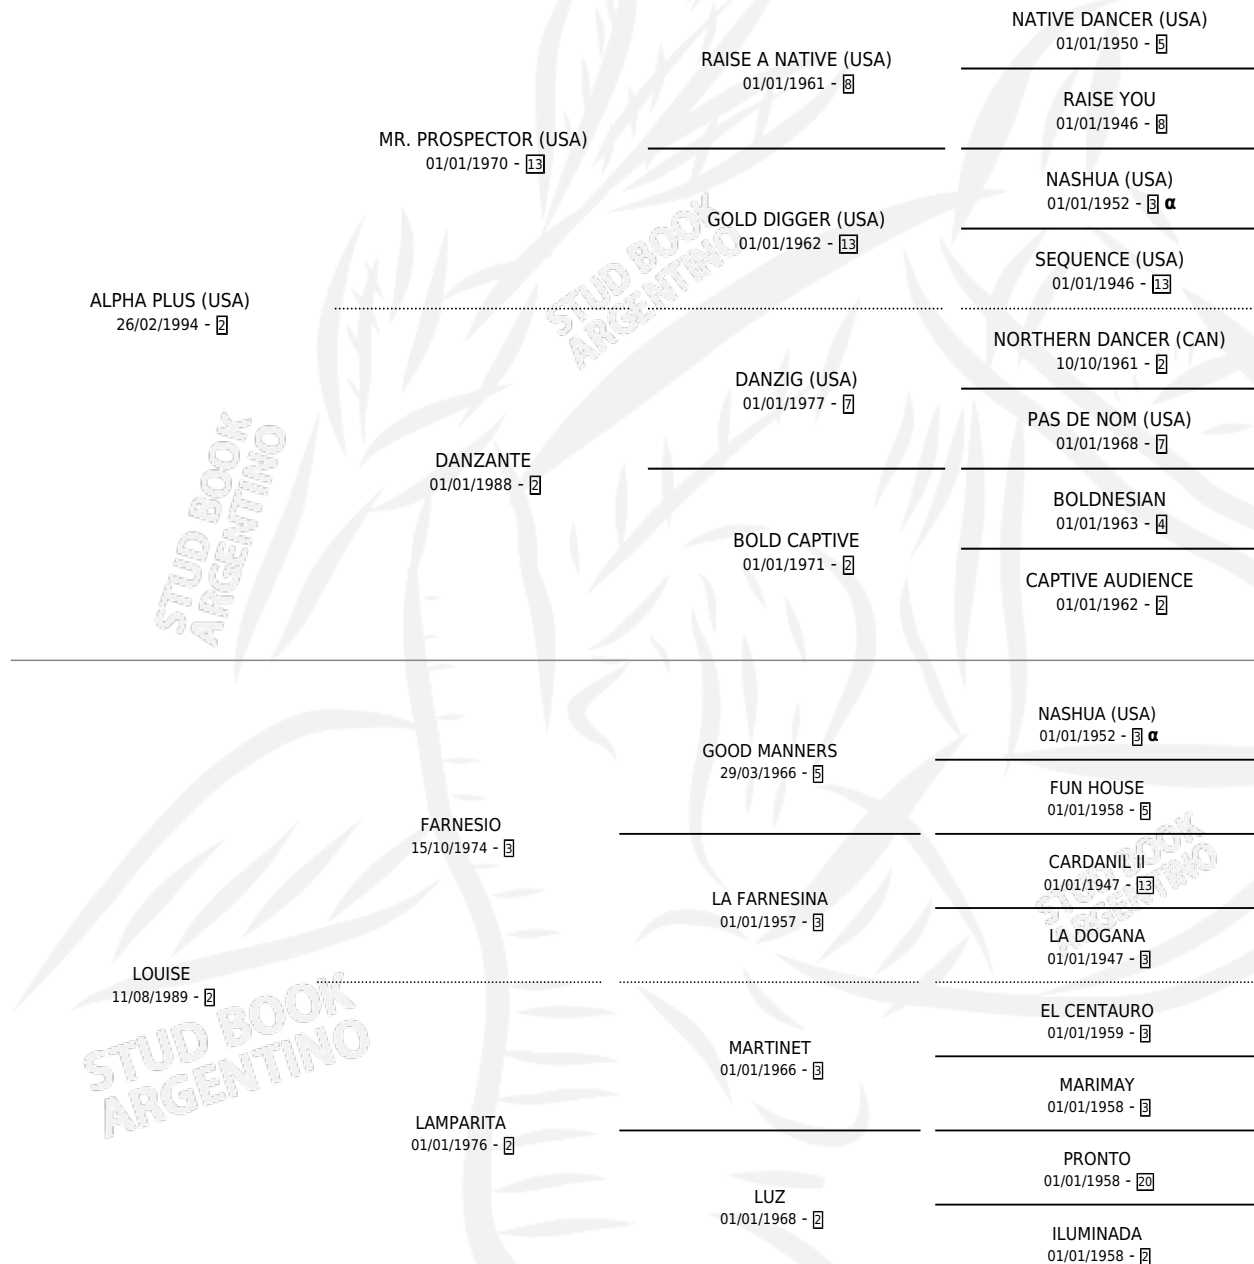 NATIVE DANCER (USA)
01/01/1950 - 5
RAISE A NATIVE (USA)
01/01/1961 - 8
RAISE YOU
01/01/1946 - 8
MR. PROSPECTOR (USA)
01/01/1970 - 13
NASHUA (USA)
01/01/1952 - 3 α
GOLD DIGGER (USA)
01/01/1962 - 13
SEQUENCE (USA)
01/01/1946 - 13
ALPHA PLUS (USA)
26/02/1994 - 2
NORTHERN DANCER (CAN)
10/10/1961 - 2
DANZIG (USA)
01/01/1977 - 7
PAS DE NOM (USA)
01/01/1968 - 7
DANZANTE
01/01/1988 - 2
BOLDNESIAN
01/01/1963 - 4
BOLD CAPTIVE
01/01/1971 - 2
CAPTIVE AUDIENCE
01/01/1962 - 2
NASHUA (USA)
01/01/1952 - 3 α
GOOD MANNERS
29/03/1966 - 5
FUN HOUSE
01/01/1958 - 5
FARNESIO
15/10/1974 - 3
CARDANIL II
01/01/1947 - 13
LA FARNESINA
01/01/1957 - 3
LA DOGANA
01/01/1947 - 3
LOUISE
11/08/1989 - 2
EL CENTAURO
01/01/1959 - 3
MARTINET
01/01/1966 - 3
MARIMAY
01/01/1958 - 3
LAMPARITA
01/01/1976 - 2
PRONTO
01/01/1958 - 20
LUZ
01/01/1968 - 2
ILUMINADA
01/01/1958 - 2
STUD BOOK
ARGENTINO
STUD BOOK
ARGENTINO
STUD BOOK
ARGENTINO
STUD BOOK
ARGENTINO